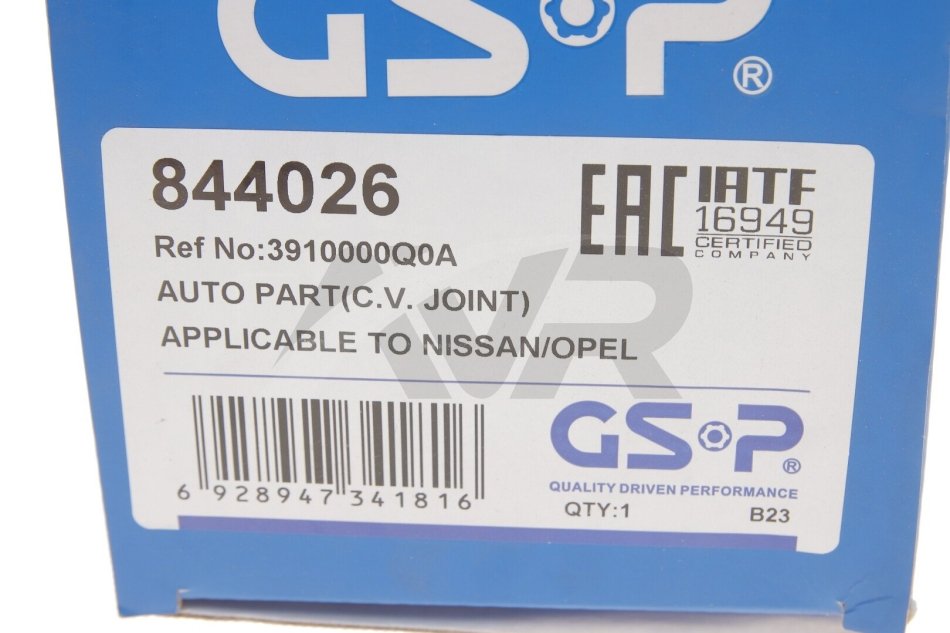 GSP®
844026
EAC IATF
16949
CERTIFIED
COMPANY
Ref No:3910000Q0A
AUTO PART(C.V. JOINT)
APPLICABLE TO NISSAN/OPEL
MR
6 928947 341816
GSP®
QUALITY DRIVEN PERFORMANCE
QTY:1 B23